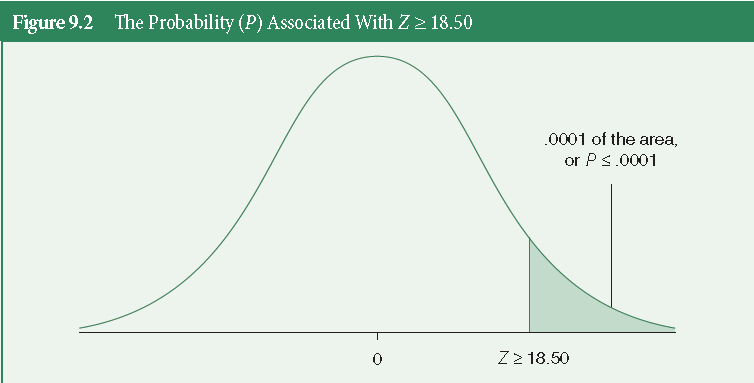 Figure 9.2 The Probability (P) Associated With Z ≥ 18.50
.0001 of the area,
or P ≤ .0001
0
Z ≥ 18.50